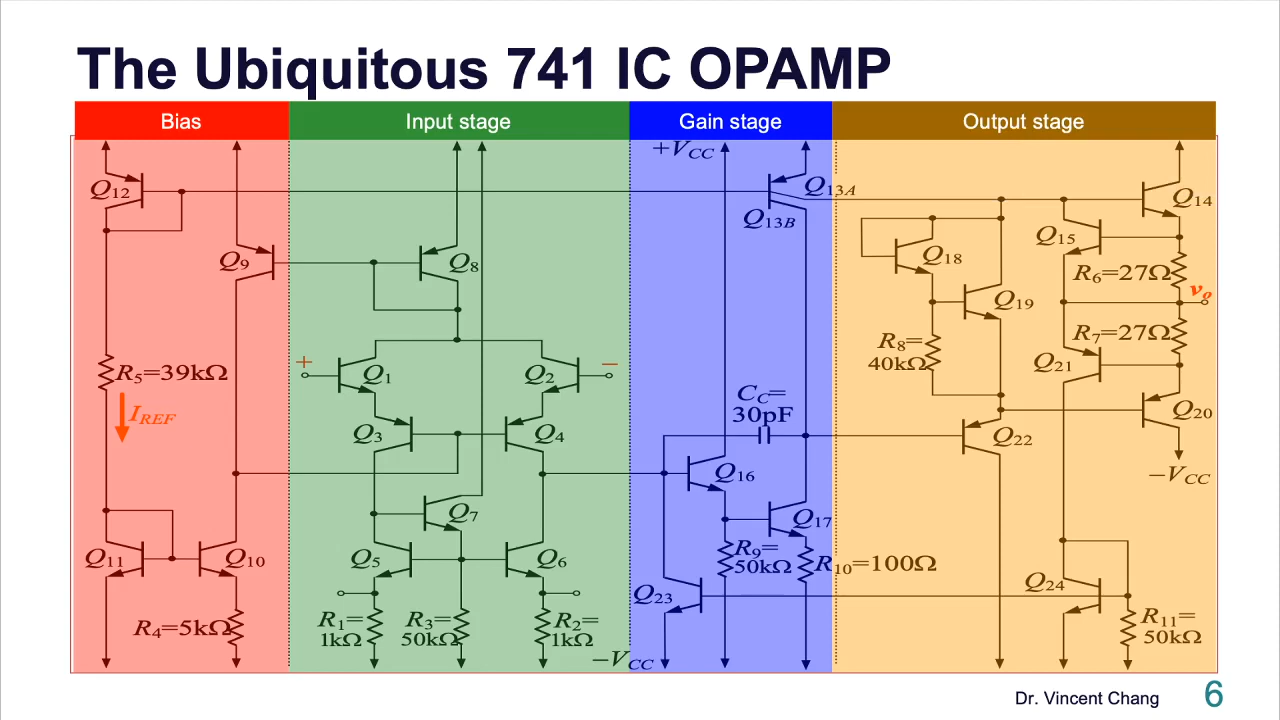 The Ubiquitous 741 IC OPAMP
Bias
Input stage
Gain stage
Output stage
+VCC
Q12
Q13A
Q13B
Q14
Q15
Q9
Q8
Q18
R6=27Ω
vo
Q19
R7=27Ω
R8=
40kΩ
Q21
+
−
R5=39kΩ
Q1
Q2
IREF
CC=
30pF
Q20
Q3
Q4
Q22
Q16
−VCC
Q7
Q17
Q11
Q10
Q5
Q6
R9=
50kΩ
R10=100Ω
Q23
Q24
R4=5kΩ
R1=
1kΩ
R3=
50kΩ
R2=
1kΩ
R11=
50kΩ
−VCC
Dr. Vincent Chang
6